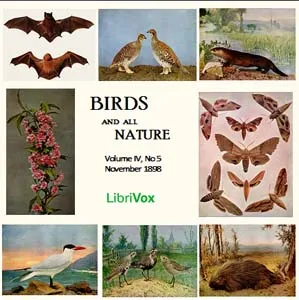 BIRDS
AND ALL
NATURE
Volume IV, No 5
November 1898
LibriVox